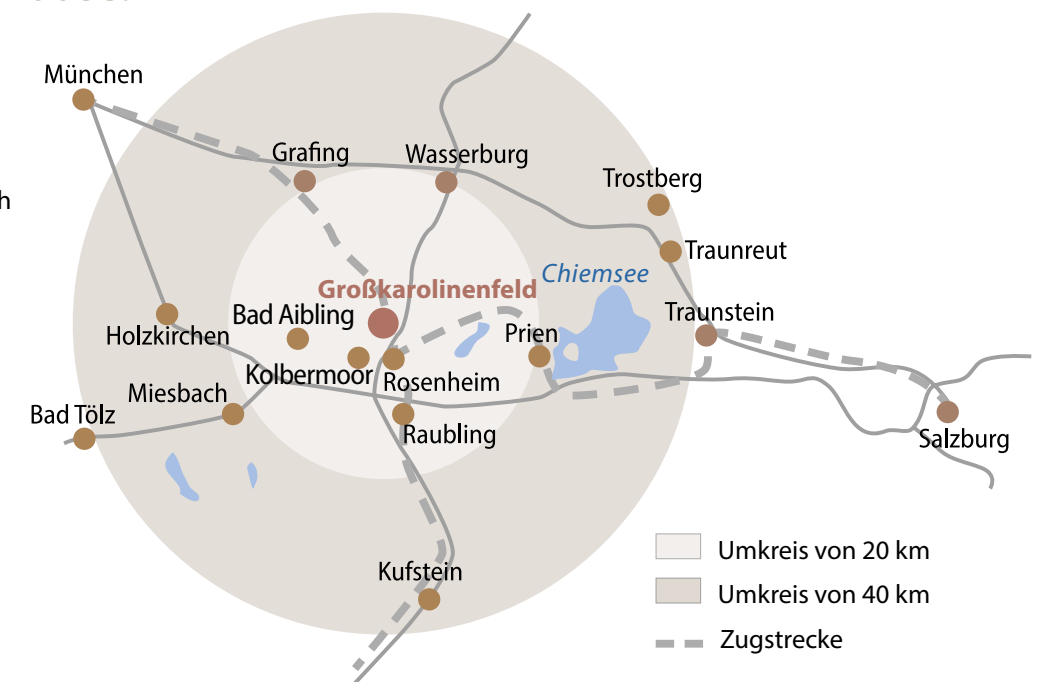 München
Grafing
Wasserburg
Trostberg
h
Traunreut
Chiemsee
Großkarolinenfeld
Bad Aibling
Traunstein
Holzkirchen
Prien
Kolbermoor
Rosenheim
Miesbach
Bad Tölz
Raubling
Salzburg
Umkreis von 20 km
Kufstein
Umkreis von 40 km
Zugstrecke